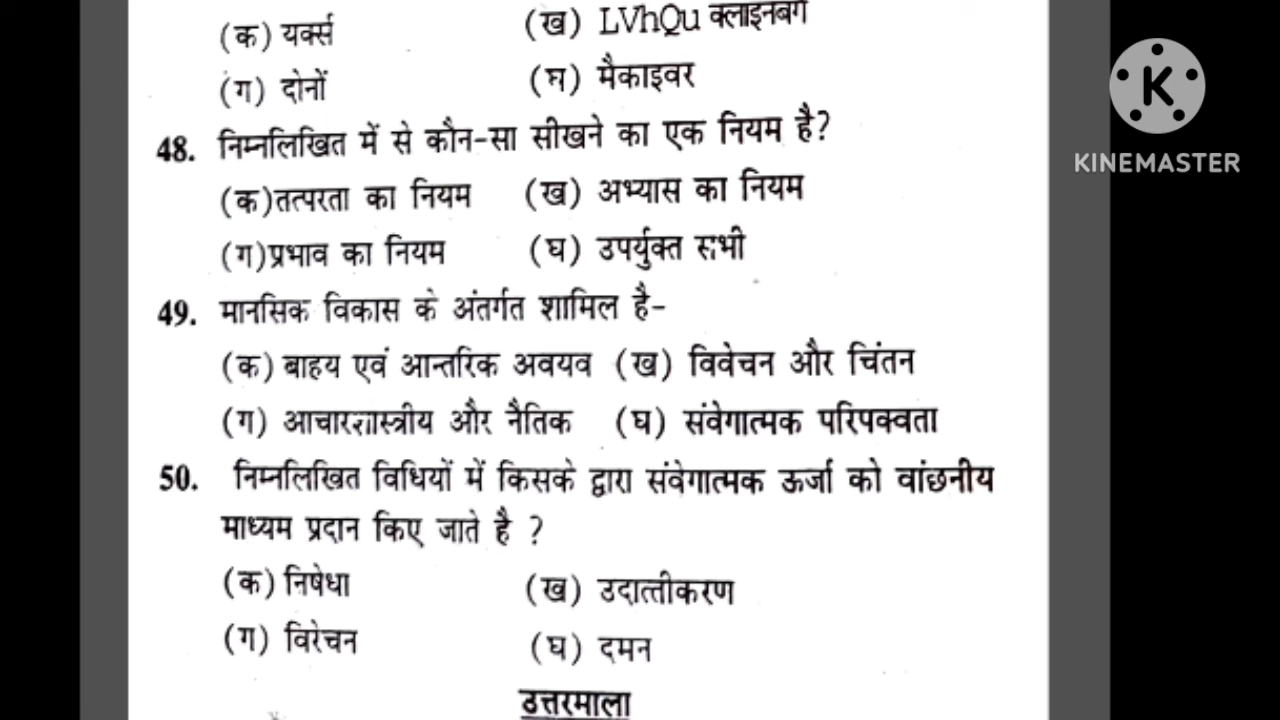 (क) यर्क्स (ख) LVhQu क्लाइनबर्ग
(ग) दोनों (घ) मैकाइवर
48. निम्नलिखित में से कौन-सा सीखने का एक नियम है?
(क)तत्परता का नियम (ख) अभ्यास का नियम
(ग)प्रभाव का नियम (घ) उपर्युक्त सभी
49. मानसिक विकास के अंतर्गत शामिल है-
(क) बाहय एवं आन्तरिक अवयव (ख) विवेचन और चिंतन
(ग) आचारशास्त्रीय और नैतिक (घ) संवेगात्मक परिपक्वता
50. निम्नलिखित विधियों में किसके द्वारा संवेगात्मक ऊर्जा को वांछनीय
माध्यम प्रदान किए जाते है ?
(क) निषेधा (ख) उदात्तीकरण
(ग) विरेचन (घ) दमन
उत्तरमाला
K
KINEMASTER